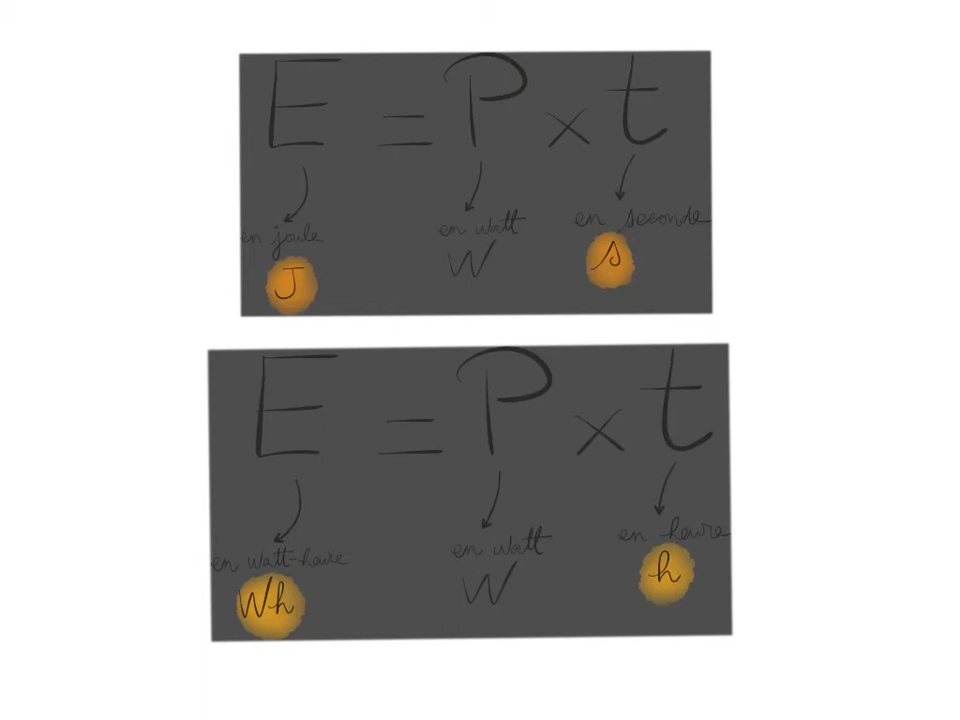 E = P × t
en joule
en watt
en seconde
J
W
s
E = P × t
en watt-heure
en watt
en heure
Wh
W
h